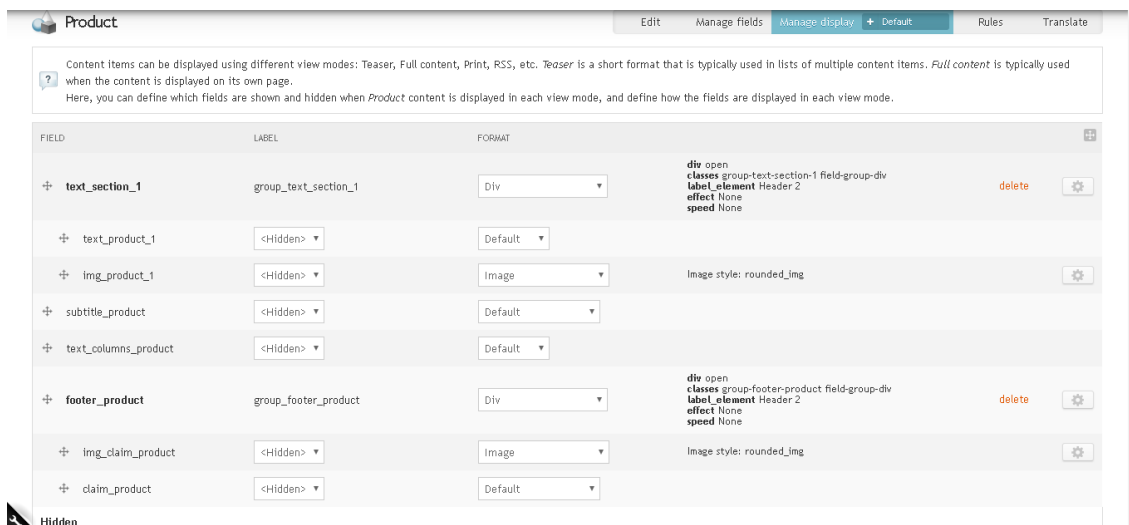 Product
Edit Manage fields Manage display + Default Rules Translate
Content items can be displayed using different view modes: Teaser, Full content, Print, RSS, etc. Teaser is a short format that is typically used in lists of multiple content items. Full content is typically used
when the content is displayed on its own page.
Here, you can define which fields are shown and hidden when Product content is displayed in each view mode, and define how the fields are displayed in each view mode.
FIELD LABEL FORMAT
div open
classes group-text-section-1 field-group-div
text_section_1 group_text_section_1 Div label_element Header 2 delete
effect None
speed None
text_product_1 <Hidden> Default
img_product_1 <Hidden> Image Image style: rounded_img
subtitle_product <Hidden> Default
text_columns_product <Hidden> Default
div open
classes group-footer-product field-group-div
footer_product group_footer_product Div label_element Header 2 delete
effect None
speed None
img_claim_product <Hidden> Image Image style: rounded_img
claim_product <Hidden> Default
Hidden